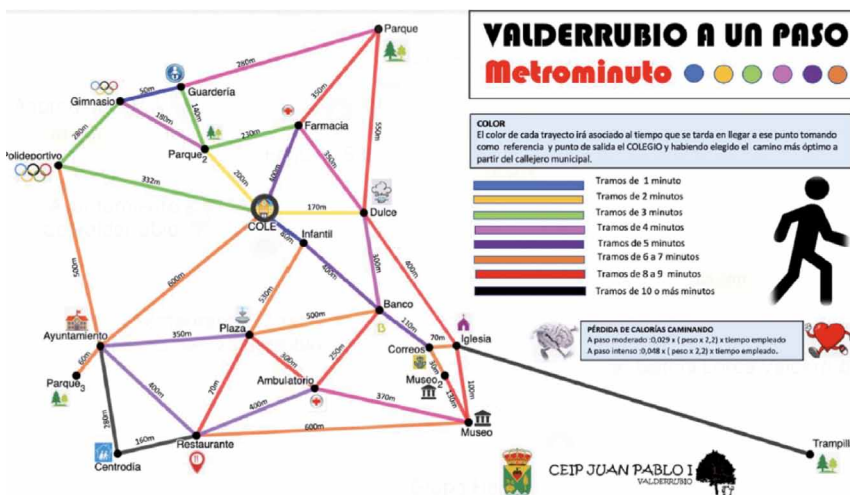 VALDERRUBIO A UN PASO
Metrominuto
COLOR
El color de cada trayecto irá asociado al tiempo que se tarda en llegar a ese punto tomando
como referencia y punto de salida el COLEGIO y habiendo elegido el camino más óptimo a
partir del callejero municipal.
Tramos de 1 minuto
Tramos de 2 minutos
Tramos de 3 minutos
Tramos de 4 minutos
Tramos de 5 minutos
Tramos de 6 a 7 minutos
Tramos de 8 a 9 minutos
Tramos de 10 o más minutos
PÉRDIDA DE CALORÍAS CAMINANDO
A paso moderado :0,029 x ( peso x 2,2) x tiempo empleado
A paso intenso :0,048 x ( peso x 2,2) x tiempo empleado.
Parque
280m
Guardería
50m
Gimnasio
140m
180m
350m
550m
280m
230m
Farmacia
Parque2
Polideportivo
332m
200m
400m
350m
170m
Dulce
COLE
Infantil
500m
600m
400m
300m
400m
530m
Banco
500m
110m
B
Ayuntamiento
350m
Plaza
70m
Iglesia
Correos
60m
300m
250m
50m
Parque3
Ambulatorio
Museo2
100m
130m
280m
400m
70m
400m
370m
Museo
160m
Restaurante
600m
Centrodía
Trampill
CEIP JUAN PABLO I
VALDERRUBIO